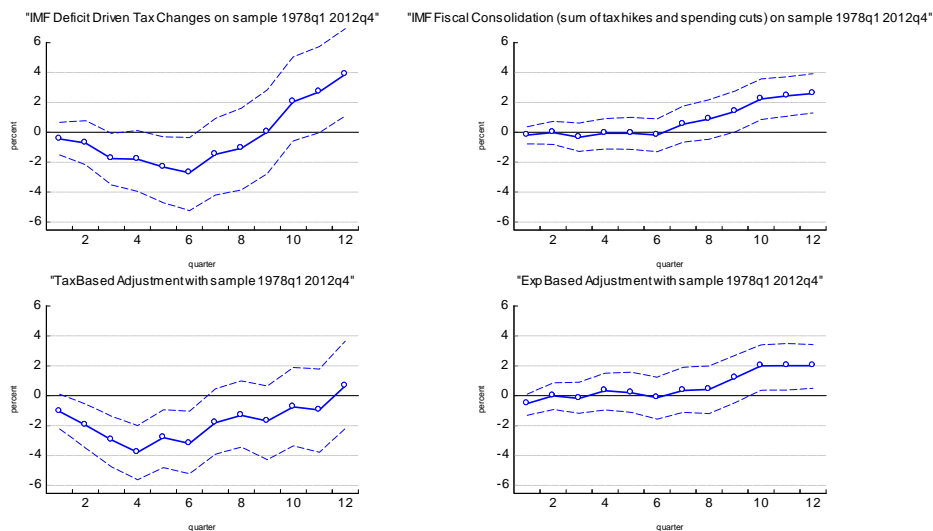 "IMF Deficit Driven Tax Changes on sample 1978q1 2012q4"
6
4
2
0
-2
-4
-6
percent
2 4 6 8 10 12
quarter
"IMF Fiscal Consolidation (sum of tax hikes and spending cuts) on sample 1978q1 2012q4"
6
4
2
0
-2
-4
-6
percent
2 4 6 8 10 12
quarter
"Tax Based Adjustment with sample 1978q1 2012q4"
6
4
2
0
-2
-4
-6
percent
2 4 6 8 10 12
quarter
"Exp Based Adjustment with sample 1978q1 2012q4"
6
4
2
0
-2
-4
-6
percent
2 4 6 8 10 12
quarter